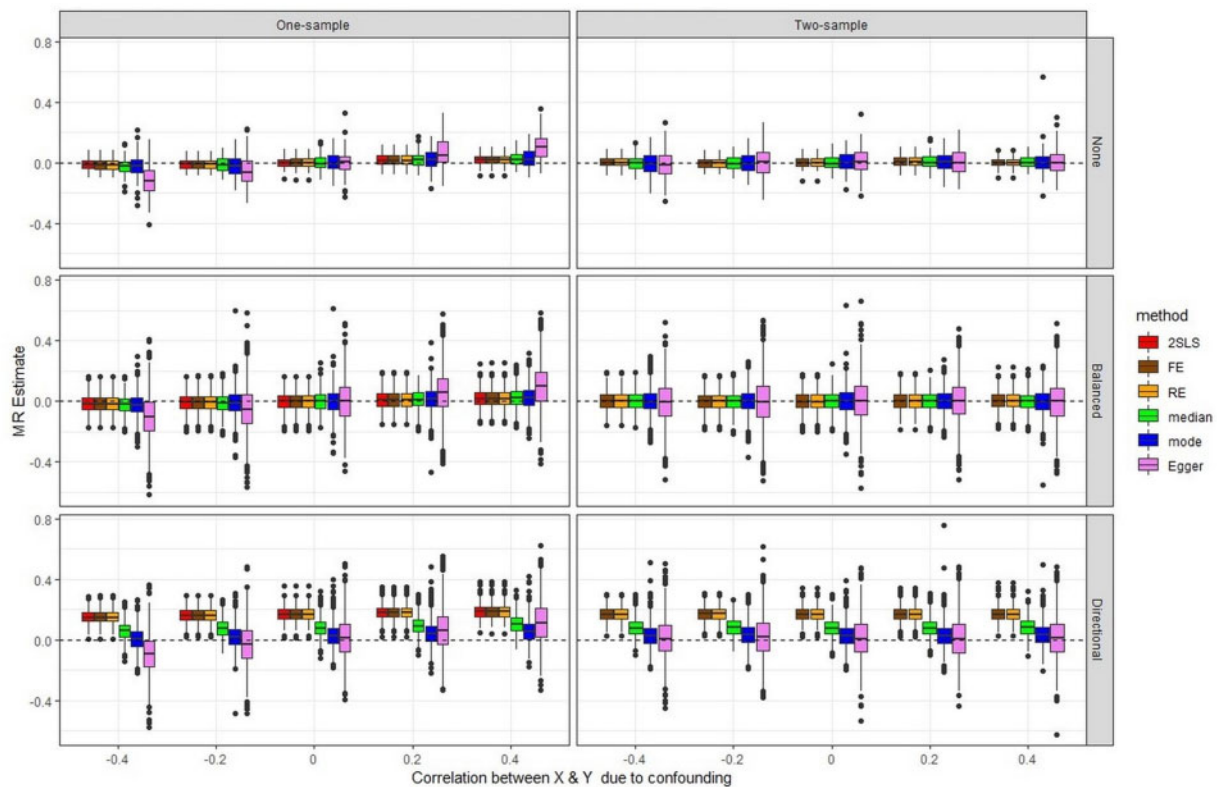 One-sample
Two-sample
0.8
0.4
0.0
-0.4
None
0.8
0.4
0.0
-0.4
Balanced
0.8
0.4
0.0
-0.4
Directional
MR Estimate
-0.4 -0.2 0 0.2 0.4
-0.4 -0.2 0 0.2 0.4
Correlation between X & Y due to confounding
method
2SLS
FE
RE
median
mode
Egger